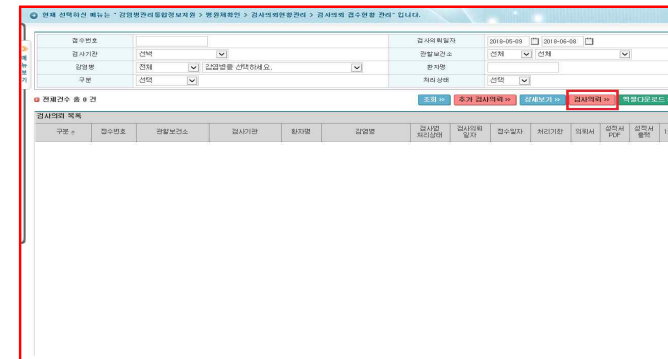 현재 선택하신 메뉴는 "감염병관리통합정보지원 > 병원체확인 > 검사의뢰현황관리 > 검사의뢰 접수현황 관리" 입니다.
접수번호 검사의뢰일자 2018-05-09 2018-06-08
검사기관 선택 관할보건소 전체 전체
감염병 전체 감염병을 선택하세요. 환자명
구분 선택 처리상태 선택
전체건수 총 0 건 조회 >> 추가 검사의뢰 >> 상세보기 >> 검사의뢰 >> 엑셀다운로드
검사의뢰 목록
구분 접수번호 관할보건소 검사기관 환자명 감염명 검사법 처리상태 검사의뢰 일자 접수일자 처리기한 의뢰서 성적서 PDF 성적서 출력
메뉴보기